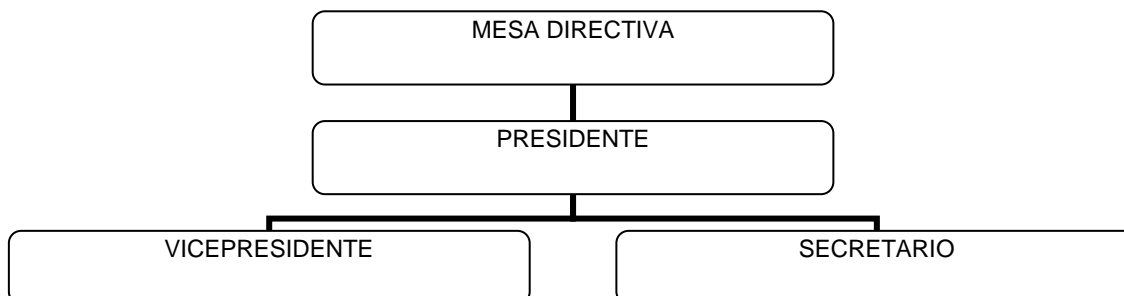 MESA DIRECTIVA
PRESIDENTE
VICEPRESIDENTE
SECRETARIO